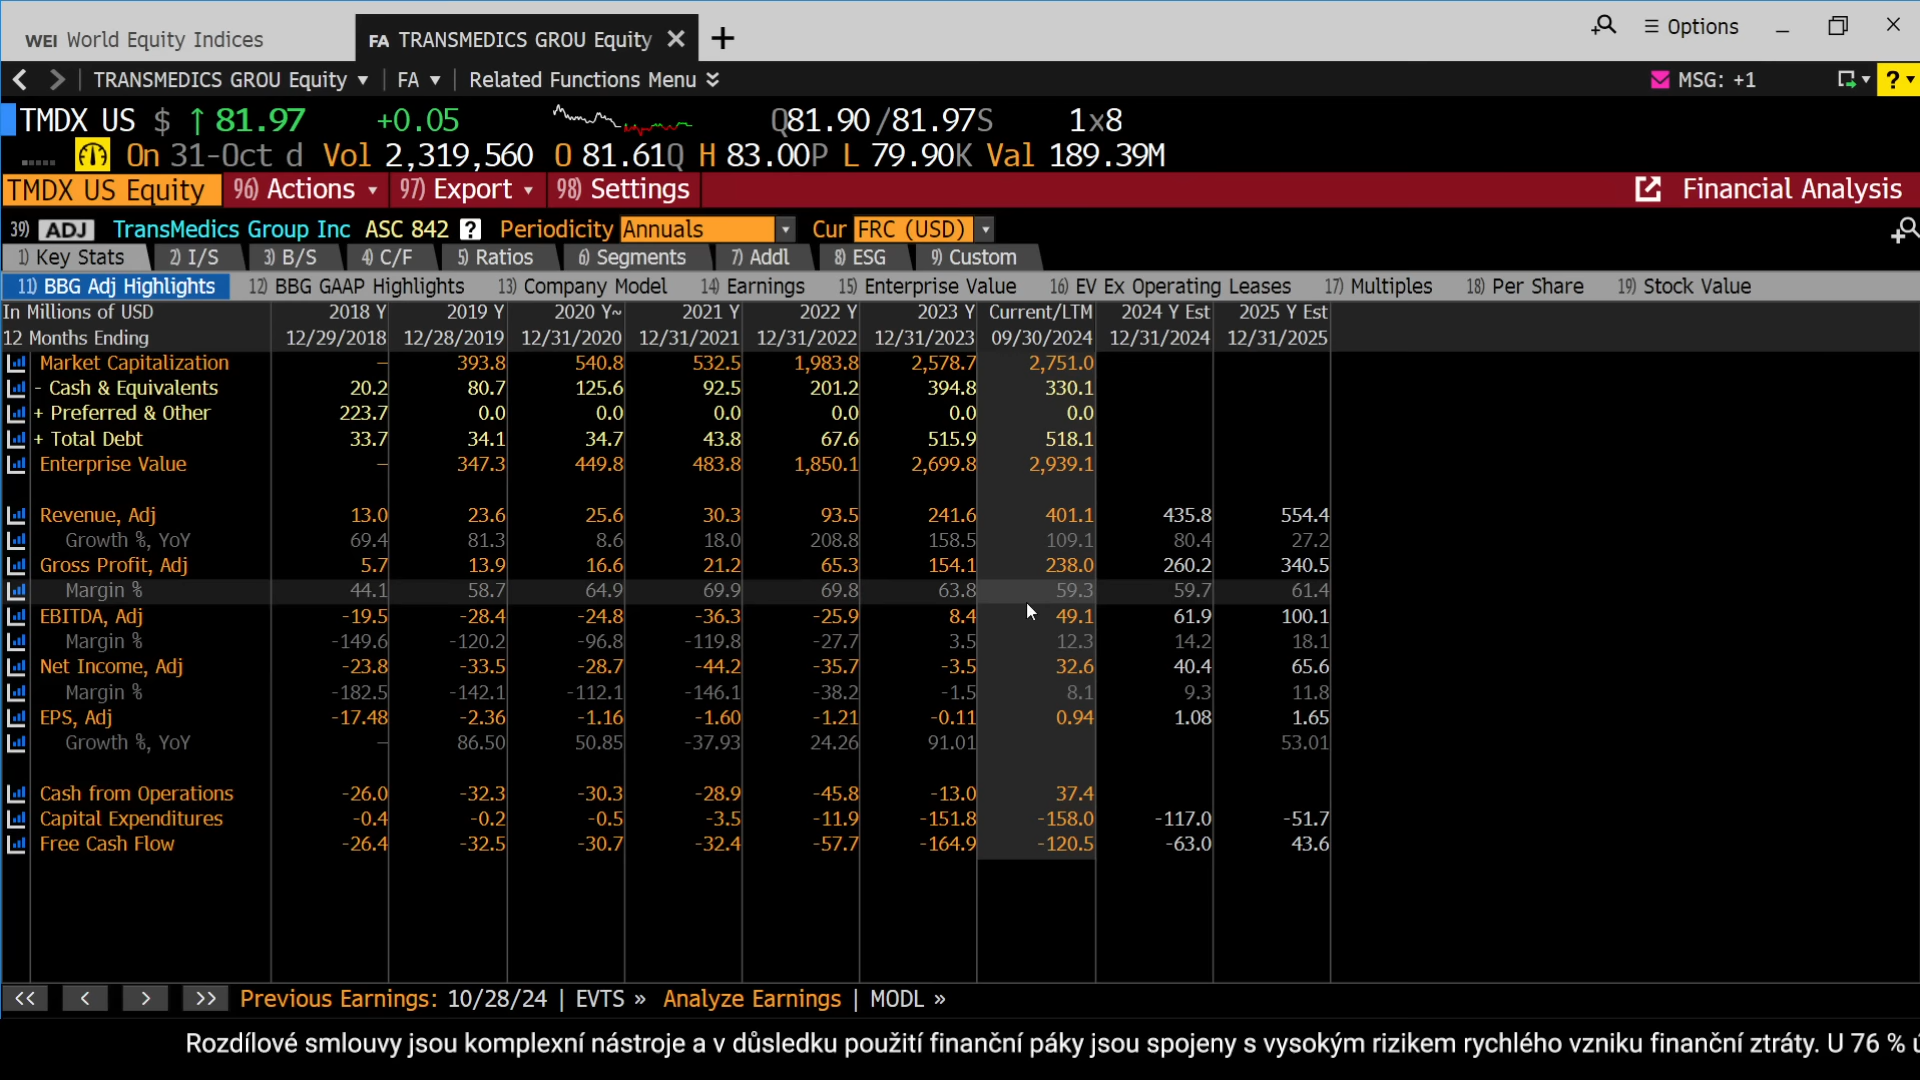 WEI World Equity Indices FA TRANSMEDICS GROU Equity Options
TRANSMEDICS GROU Equity FA Related Functions Menu MSG: +1 ?
TMDX US $ ↑ 81.97 +0.05 Q81.90 /81.97S 1x8
On 31-Oct d Vol 2,319,560 O 81.61Q H 83.00P L 79.90K Val 189.39M
TMDX US Equity 96) Actions 97) Export 98) Settings Financial Analysis
39) ADJ TransMedics Group Inc ASC 842 ? Periodicity Annuals Cur FRC (USD)
1) Key Stats 2) I/S 3) B/S 4) C/F 5) Ratios 6) Segments 7) Addl 8) ESG 9) Custom
11) BBG Adj Highlights 12) BBG GAAP Highlights 13) Company Model 14) Earnings 15) Enterprise Value 16) EV Ex Operating Leases 17) Multiples 18) Per Share 19) Stock Value
In Millions of USD 2018 Y 2019 Y 2020 Y~ 2021 Y 2022 Y 2023 Y Current/LTM 2024 Y Est 2025 Y Est
12 Months Ending 12/29/2018 12/28/2019 12/31/2020 12/31/2021 12/31/2022 12/31/2023 09/30/2024 12/31/2024 12/31/2025
Market Capitalization – 393.8 540.8 532.5 1,983.8 2,578.7 2,751.0
- Cash & Equivalents 20.2 80.7 125.6 92.5 201.2 394.8 330.1
+ Preferred & Other 223.7 0.0 0.0 0.0 0.0 0.0 0.0
+ Total Debt 33.7 34.1 34.7 43.8 67.6 515.9 518.1
Enterprise Value – 347.3 449.8 483.8 1,850.1 2,699.8 2,939.1
Revenue, Adj 13.0 23.6 25.6 30.3 93.5 241.6 401.1 435.8 554.4
Growth %, YoY 69.4 81.3 8.6 18.0 208.8 158.5 109.1 80.4 27.2
Gross Profit, Adj 5.7 13.9 16.6 21.2 65.3 154.1 238.0 260.2 340.5
Margin % 44.1 58.7 64.9 69.9 69.8 63.8 59.3 59.7 61.4
EBITDA, Adj -19.5 -28.4 -24.8 -36.3 -25.9 8.4 49.1 61.9 100.1
Margin % -149.6 -120.2 -96.8 -119.8 -27.7 3.5 12.3 14.2 18.1
Net Income, Adj -23.8 -33.5 -28.7 -44.2 -35.7 -3.5 32.6 40.4 65.6
Margin % -182.5 -142.1 -112.1 -146.1 -38.2 -1.5 8.1 9.3 11.8
EPS, Adj -17.48 -2.36 -1.16 -1.60 -1.21 -0.11 0.94 1.08 1.65
Growth %, YoY – 86.50 50.85 -37.93 24.26 91.01 53.01
Cash from Operations -26.0 -32.3 -30.3 -28.9 -45.8 -13.0 37.4
Capital Expenditures -0.4 -0.2 -0.5 -3.5 -11.9 -151.8 -158.0 -117.0 -51.7
Free Cash Flow -26.4 -32.5 -30.7 -32.4 -57.7 -164.9 -120.5 -63.0 43.6
<< < > >> Previous Earnings: 10/28/24 | EVTS » Analyze Earnings | MODL »
Rozdílové smlouvy jsou komplexní nástroje a v důsledku použití finanční páky jsou spojeny s vysokým rizikem rychlého vzniku finanční ztráty. U 76 %